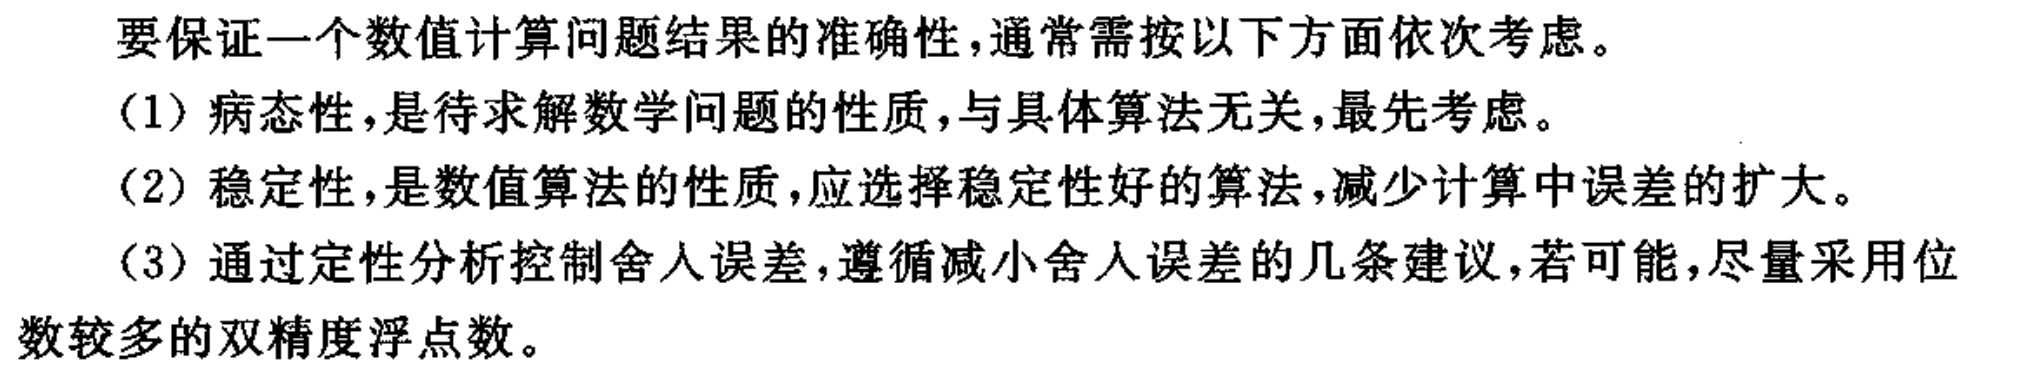 要保证一个数值计算问题结果的准确性,通常需按以下方面依次考虑。
(1) 病态性,是待求解数学问题的性质,与具体算法无关,最先考虑。
(2) 稳定性,是数值算法的性质,应选择稳定性好的算法,减少计算中误差的扩大。
(3) 通过定性分析控制舍入误差,遵循减小舍入误差的几条建议,若可能,尽量采用位
数较多的双精度浮点数。